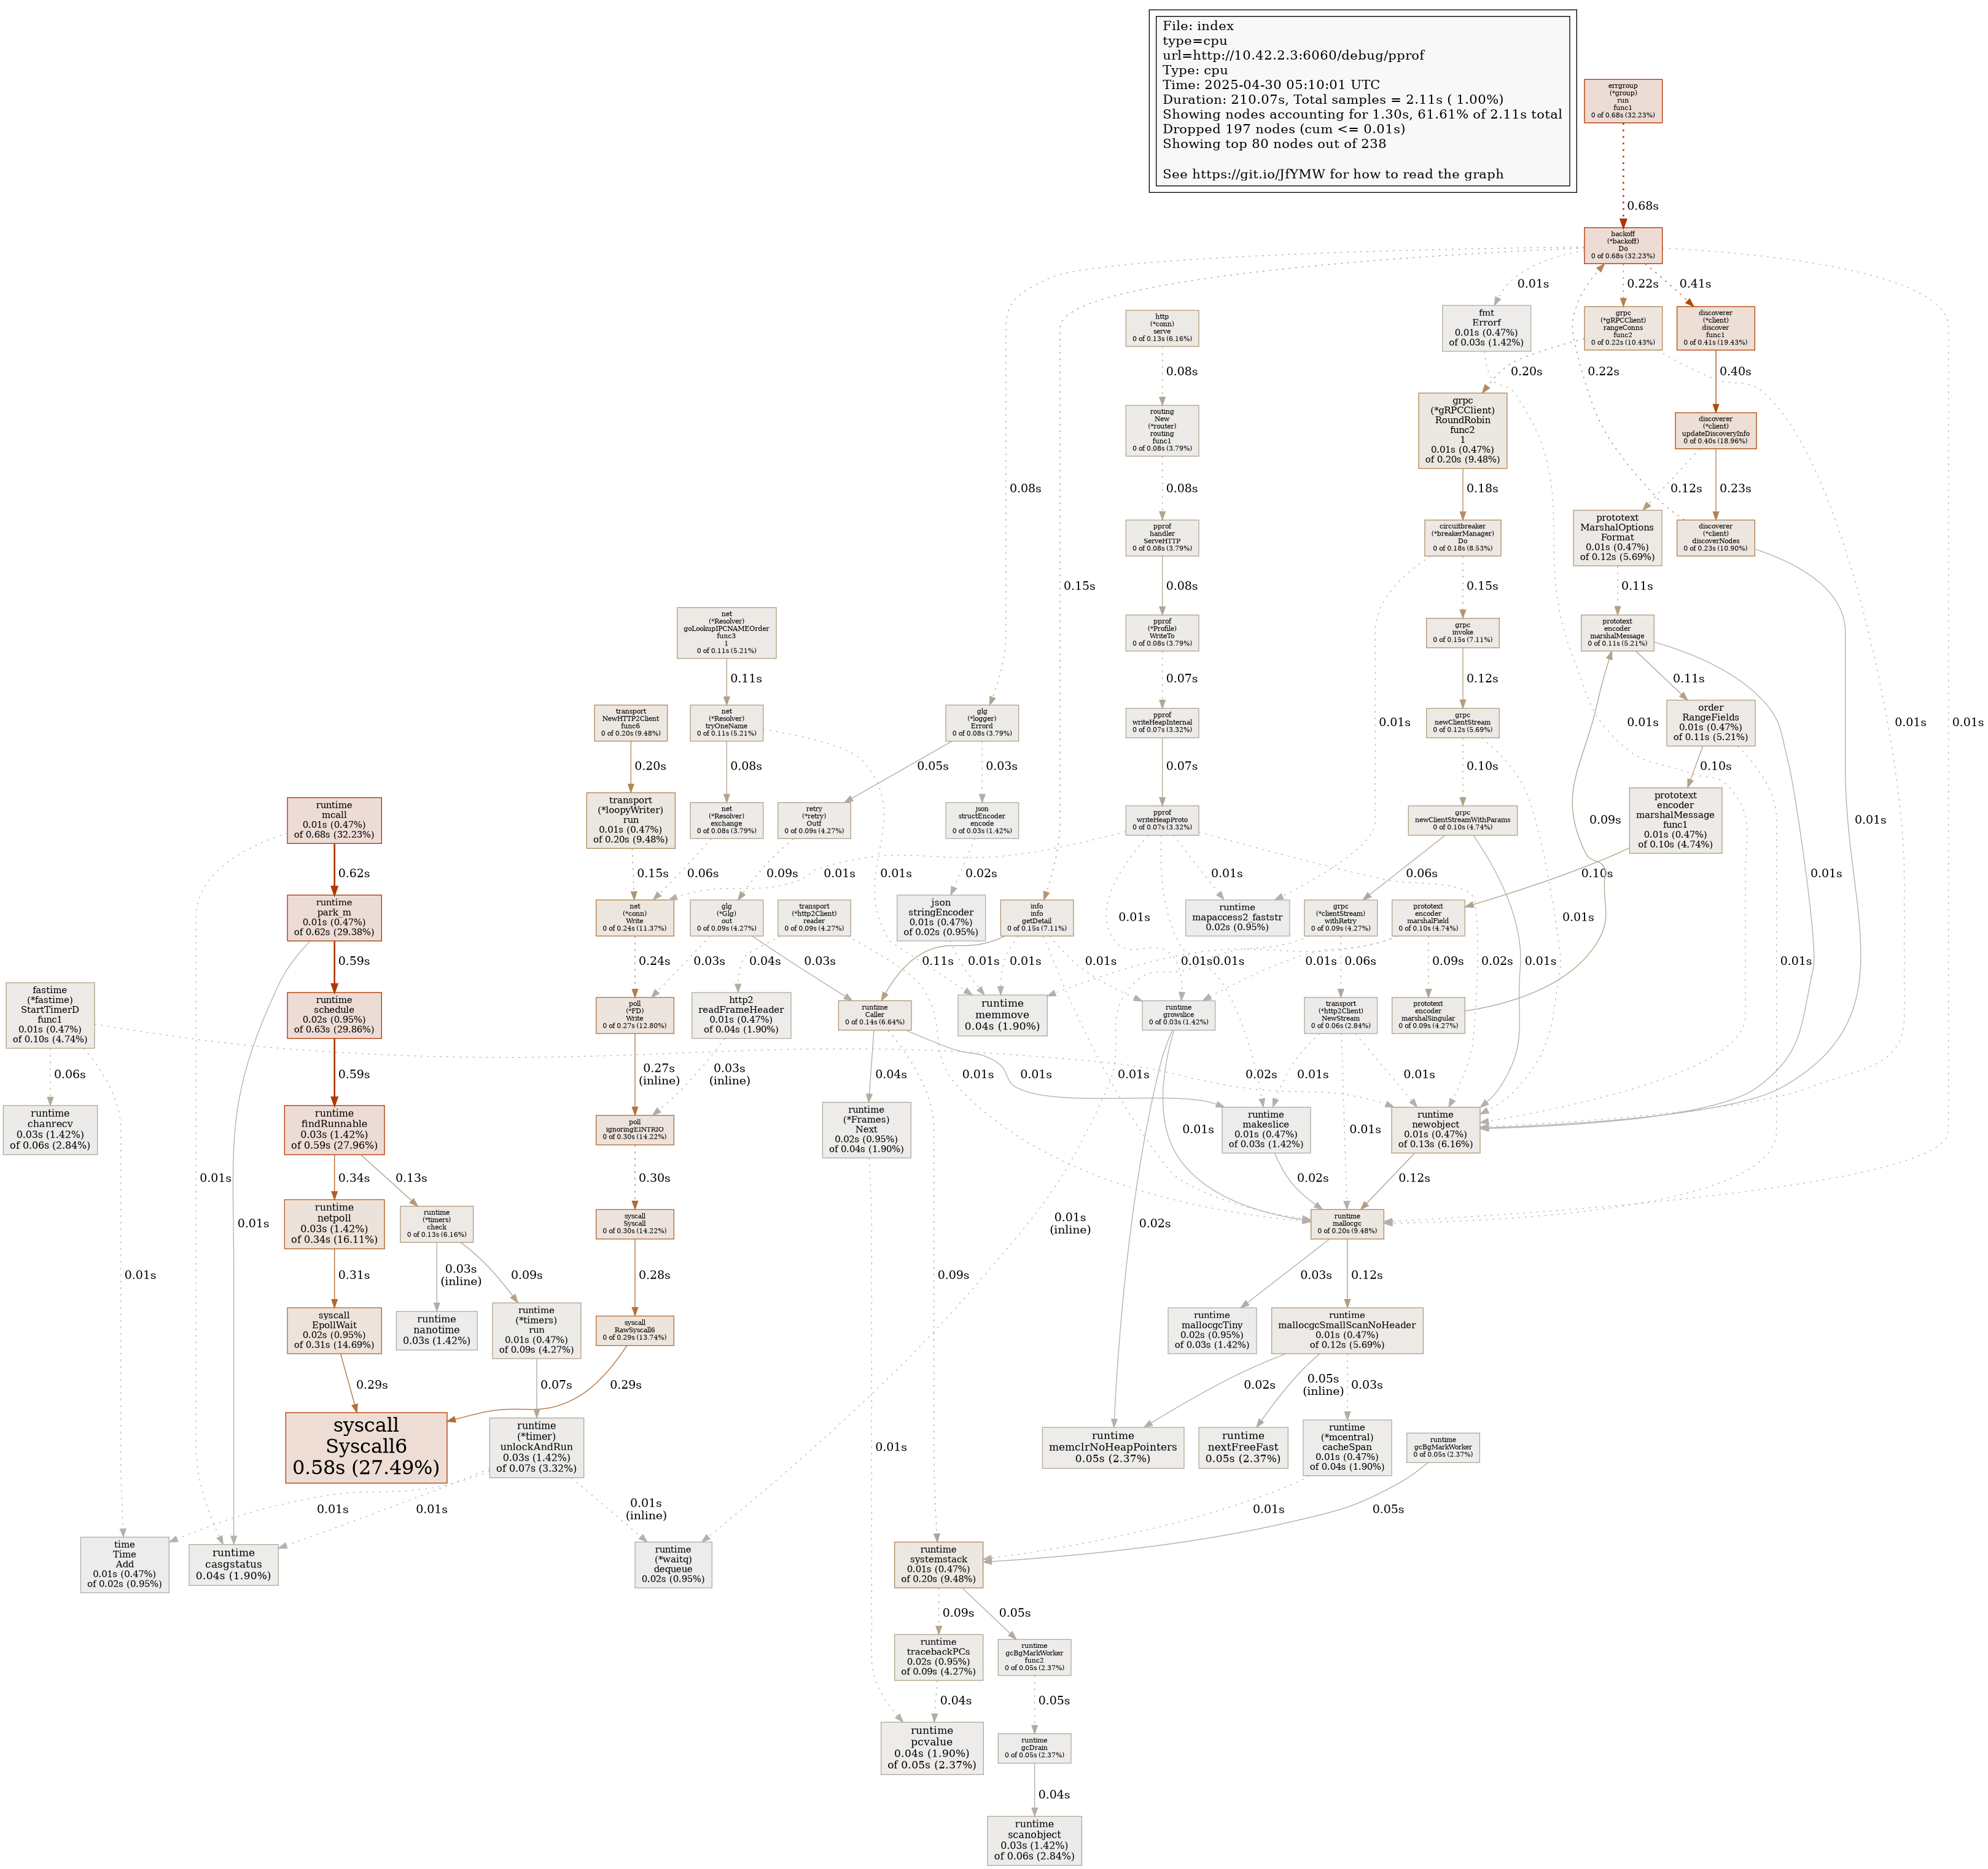 File: index
type=cpu
url=http://10.42.2.3:6060/debug/pprof
Type: cpu
Time: 2025-04-30 05:10:01 UTC
Duration: 210.07s, Total samples = 2.11s ( 1.00%)
Showing nodes accounting for 1.30s, 61.61% of 2.11s total
Dropped 197 nodes (cum <= 0.01s)
Showing top 80 nodes out of 238
See https://git.io/JfYMW for how to read the graph
errgroup
(*group)
run
func1
0 of 0.68s (32.23%)
0.68s
backoff
(*backoff)
Do
0 of 0.68s (32.23%)
0.01s
0.22s
0.41s
0.08s
0.15s
0.22s
0.01s
http
(*conn)
serve
0 of 0.13s (6.16%)
fmt
Errorf
0.01s (0.47%)
of 0.03s (1.42%)
grpc
(*gRPCClient)
rangeConns
func2
0 of 0.22s (10.43%)
discoverer
(*client)
discover
func1
0 of 0.41s (19.43%)
0.08s
0.20s
0.40s
0.01s
0.01s
routing
New
(*router)
routing
func1
0 of 0.08s (3.79%)
grpc
(*gRPCClient)
RoundRobin
func2
1
0.01s (0.47%)
of 0.20s (9.48%)
discoverer
(*client)
updateDiscoveryInfo
0 of 0.40s (18.96%)
0.08s
0.18s
0.12s
0.23s
pprof
handler
ServeHTTP
0 of 0.08s (3.79%)
circuitbreaker
(*breakerManager)
Do
0 of 0.18s (8.53%)
prototext
MarshalOptions
Format
0.01s (0.47%)
of 0.12s (5.69%)
discoverer
(*client)
discoverNodes
0 of 0.23s (10.90%)
0.08s
0.15s
0.01s
0.11s
0.01s
net
(*Resolver)
goLookupIPCNAMEOrder
func3
1
0 of 0.11s (5.21%)
pprof
(*Profile)
WriteTo
0 of 0.08s (3.79%)
grpc
invoke
0 of 0.15s (7.11%)
prototext
encoder
marshalMessage
0 of 0.11s (5.21%)
0.11s
0.07s
0.12s
0.11s
0.01s
transport
NewHTTP2Client
func6
0 of 0.20s (9.48%)
net
(*Resolver)
tryOneName
0 of 0.11s (5.21%)
glg
(*logger)
Errord
0 of 0.08s (3.79%)
pprof
writeHeapInternal
0 of 0.07s (3.32%)
grpc
newClientStream
0 of 0.12s (5.69%)
order
RangeFields
0.01s (0.47%)
of 0.11s (5.21%)
0.20s
0.08s
0.01s
0.05s
0.03s
0.07s
0.10s
0.01s
0.10s
0.01s
runtime
mcall
0.01s (0.47%)
of 0.68s (32.23%)
transport
(*loopyWriter)
run
0.01s (0.47%)
of 0.20s (9.48%)
net
(*Resolver)
exchange
0 of 0.08s (3.79%)
retry
(*retry)
Outf
0 of 0.09s (4.27%)
json
structEncoder
encode
0 of 0.03s (1.42%)
pprof
writeHeapProto
0 of 0.07s (3.32%)
grpc
newClientStreamWithParams
0 of 0.10s (4.74%)
prototext
encoder
marshalMessage
func1
0.01s (0.47%)
of 0.10s (4.74%)
0.62s
0.01s
0.15s
0.06s
0.09s
0.01s
0.02s
0.01s
0.01s
0.01s
0.02s
0.06s
0.01s
0.10s
0.09s
runtime
park_m
0.01s (0.47%)
of 0.62s (29.38%)
net
(*conn)
Write
0 of 0.24s (11.37%)
glg
(*Glg)
out
0 of 0.09s (4.27%)
transport
(*http2Client)
reader
0 of 0.09s (4.27%)
json
stringEncoder
0.01s (0.47%)
of 0.02s (0.95%)
info
info
getDetail
0 of 0.15s (7.11%)
runtime
mapaccess2_faststr
0.02s (0.95%)
grpc
(*clientStream)
withRetry
0 of 0.09s (4.27%)
prototext
encoder
marshalField
0 of 0.10s (4.74%)
0.59s
0.01s
0.24s
0.03s
0.03s
0.04s
0.01s
0.01s
0.11s
0.01s
0.01s
0.01s
0.01s
0.06s
0.01s
0.09s
0.01s
(inline)
fastime
(*fastime)
StartTimerD
func1
0.01s (0.47%)
of 0.10s (4.74%)
runtime
schedule
0.02s (0.95%)
of 0.63s (29.86%)
poll
(*FD)
Write
0 of 0.27s (12.80%)
http2
readFrameHeader
0.01s (0.47%)
of 0.04s (1.90%)
runtime
Caller
0 of 0.14s (6.64%)
runtime
memmove
0.04s (1.90%)
runtime
growslice
0 of 0.03s (1.42%)
transport
(*http2Client)
NewStream
0 of 0.06s (2.84%)
prototext
encoder
marshalSingular
0 of 0.09s (4.27%)
0.06s
0.01s
0.02s
0.59s
0.27s
(inline)
0.03s
(inline)
0.04s
0.01s
0.09s
0.02s
0.01s
0.01s
0.01s
0.01s
runtime
chanrecv
0.03s (1.42%)
of 0.06s (2.84%)
runtime
findRunnable
0.03s (1.42%)
of 0.59s (27.96%)
poll
ignoringEINTRIO
0 of 0.30s (14.22%)
runtime
(*Frames)
Next
0.02s (0.95%)
of 0.04s (1.90%)
runtime
makeslice
0.01s (0.47%)
of 0.03s (1.42%)
runtime
newobject
0.01s (0.47%)
of 0.13s (6.16%)
0.34s
0.13s
0.30s
0.01s
0.02s
0.12s
runtime
netpoll
0.03s (1.42%)
of 0.34s (16.11%)
runtime
(*timers)
check
0 of 0.13s (6.16%)
syscall
Syscall
0 of 0.30s (14.22%)
runtime
mallocgc
0 of 0.20s (9.48%)
0.31s
0.03s
(inline)
0.09s
0.28s
0.03s
0.12s
syscall
EpollWait
0.02s (0.95%)
of 0.31s (14.69%)
runtime
nanotime
0.03s (1.42%)
runtime
(*timers)
run
0.01s (0.47%)
of 0.09s (4.27%)
syscall
RawSyscall6
0 of 0.29s (13.74%)
runtime
mallocgcTiny
0.02s (0.95%)
of 0.03s (1.42%)
runtime
mallocgcSmallScanNoHeader
0.01s (0.47%)
of 0.12s (5.69%)
0.29s
0.07s
0.29s
0.02s
0.05s
(inline)
0.03s
syscall
Syscall6
0.58s (27.49%)
runtime
(*timer)
unlockAndRun
0.03s (1.42%)
of 0.07s (3.32%)
runtime
memclrNoHeapPointers
0.05s (2.37%)
runtime
nextFreeFast
0.05s (2.37%)
runtime
(*mcentral)
cacheSpan
0.01s (0.47%)
of 0.04s (1.90%)
runtime
gcBgMarkWorker
0 of 0.05s (2.37%)
0.01s
0.01s
0.01s
(inline)
0.01s
0.05s
time
Time
Add
0.01s (0.47%)
of 0.02s (0.95%)
runtime
casgstatus
0.04s (1.90%)
runtime
(*waitq)
dequeue
0.02s (0.95%)
runtime
systemstack
0.01s (0.47%)
of 0.20s (9.48%)
0.09s
0.05s
runtime
tracebackPCs
0.02s (0.95%)
of 0.09s (4.27%)
runtime
gcBgMarkWorker
func2
0 of 0.05s (2.37%)
0.04s
0.05s
runtime
pcvalue
0.04s (1.90%)
of 0.05s (2.37%)
runtime
gcDrain
0 of 0.05s (2.37%)
0.04s
runtime
scanobject
0.03s (1.42%)
of 0.06s (2.84%)